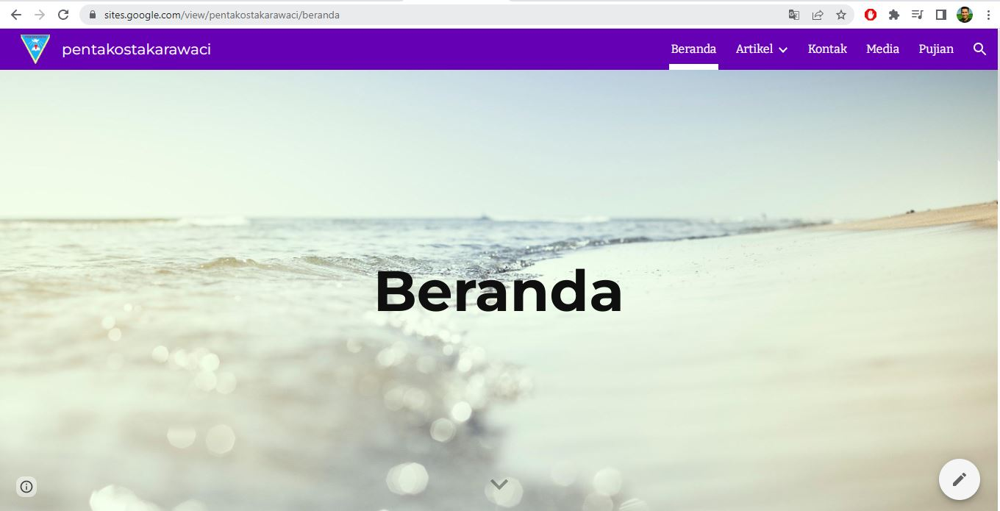 sites.google.com/view/pentakostakarawaci/beranda
pentakostakarawaci
Beranda Artikel Kontak Media Pujian
Beranda